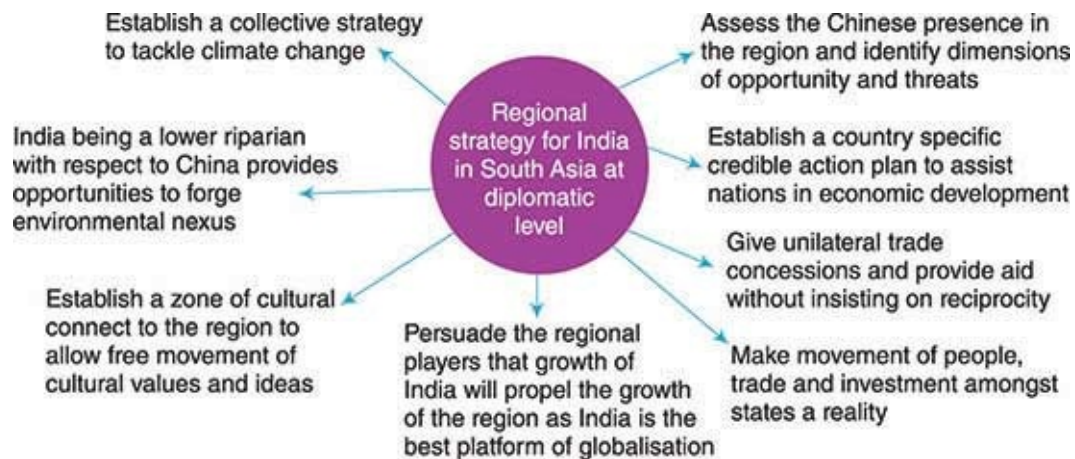 Establish a collective strategy
to tackle climate change
Assess the Chinese presence in
the region and identify dimensions
of opportunity and threats
Regional
strategy for India
in South Asia at
diplomatic
level
India being a lower riparian
with respect to China provides
opportunities to forge
environmental nexus
Establish a country specific
credible action plan to assist
nations in economic development
Give unilateral trade
concessions and provide aid
without insisting on reciprocity
Establish a zone of cultural
connect to the region to
allow free movement of
cultural values and ideas
Persuade the regional
players that growth of
India will propel the growth
of the region as India is the
best platform of globalisation
Make movement of people,
trade and investment amongst
states a reality